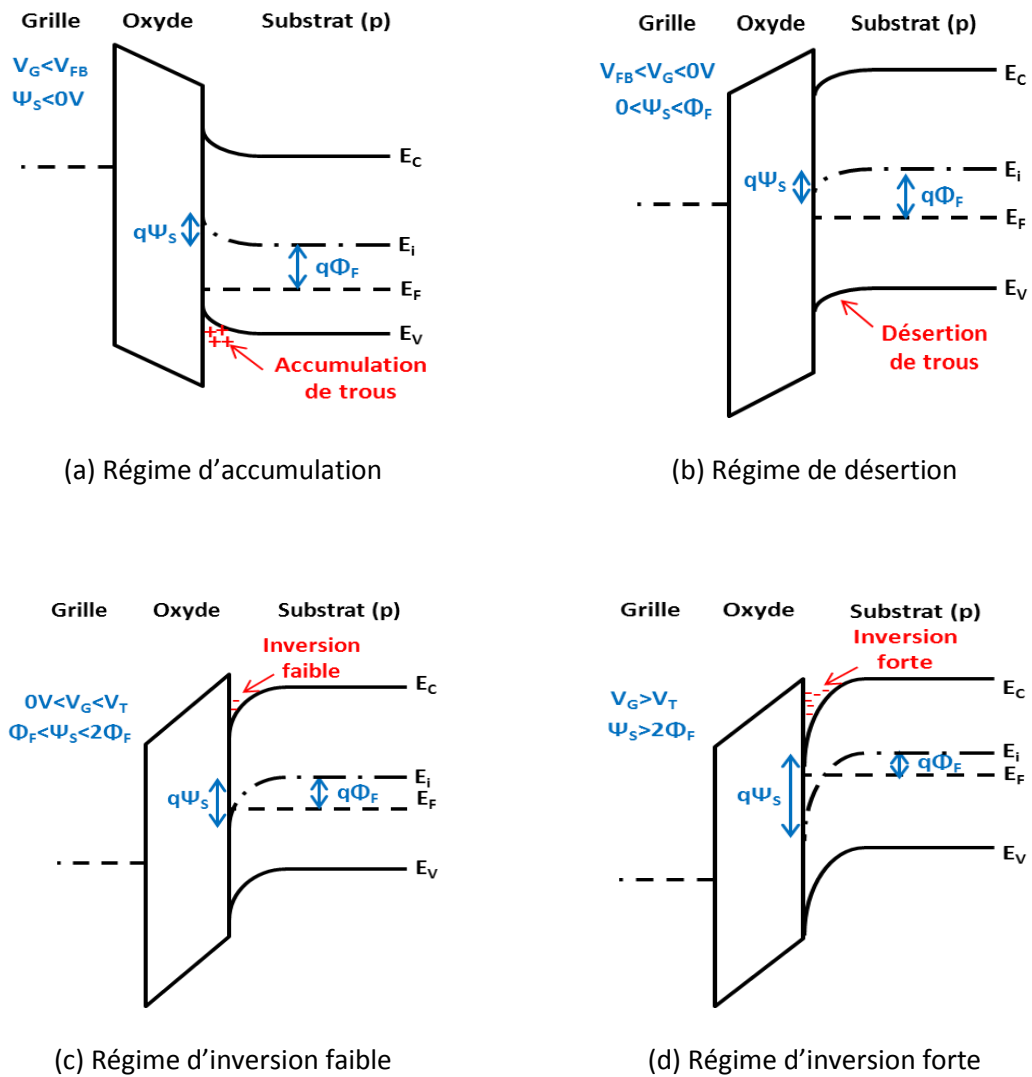 Grille Oxyde Substrat (p)
V_G<V_FB
Ψ_S<0V
qΨ_S
qΦ_F
E_C
E_i
E_F
E_V
++
++
Accumulation
de trous
(a) Régime d'accumulation
Grille Oxyde Substrat (p)
V_FB<V_G<0V
0<Ψ_S<Φ_F
qΨ_S
qΦ_F
E_C
E_i
E_F
E_V
Désertion
de trous
(b) Régime de désertion
Grille Oxyde Substrat (p)
Inversion
faible
0V<V_G<V_T
Φ_F<Ψ_S<2Φ_F
qΨ_S
qΦ_F
E_C
E_i
E_F
E_V
(c) Régime d'inversion faible
Grille Oxyde Substrat (p)
Inversion
forte
V_G>V_T
Ψ_S>2Φ_F
qΨ_S
qΦ_F
E_C
E_i
E_F
E_V
(d) Régime d'inversion forte